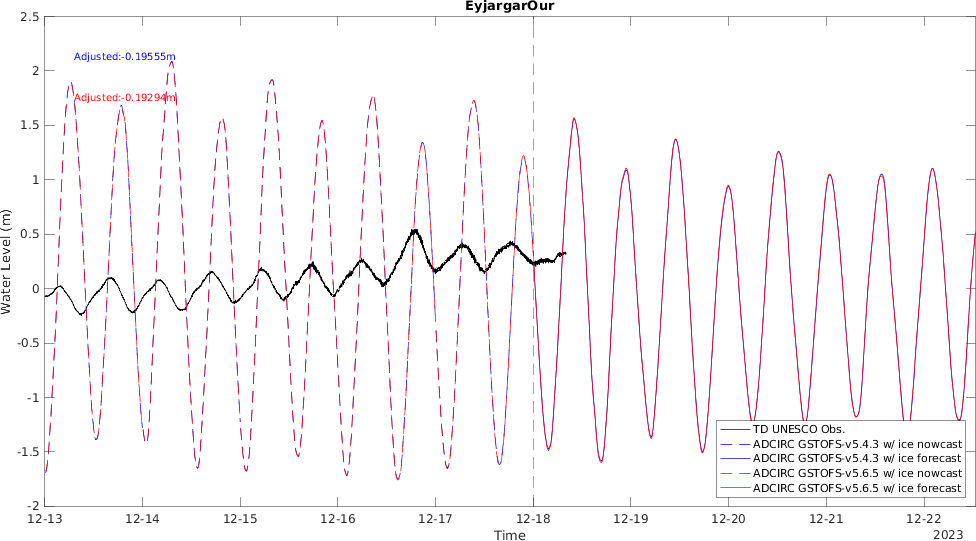 EyjargarOur
2.5
2
1.5
1
0.5
0
-0.5
-1
-1.5
-2
Water Level (m)
Adjusted:-0.19555m
Adjusted:-0.19294m
TD UNESCO Obs.
ADCIRC GSTOFS-v5.4.3 w/ ice nowcast
ADCIRC GSTOFS-v5.4.3 w/ ice forecast
ADCIRC GSTOFS-v5.6.5 w/ ice nowcast
ADCIRC GSTOFS-v5.6.5 w/ ice forecast
12-13 12-14 12-15 12-16 12-17 12-18 12-19 12-20 12-21 12-22
Time
2023